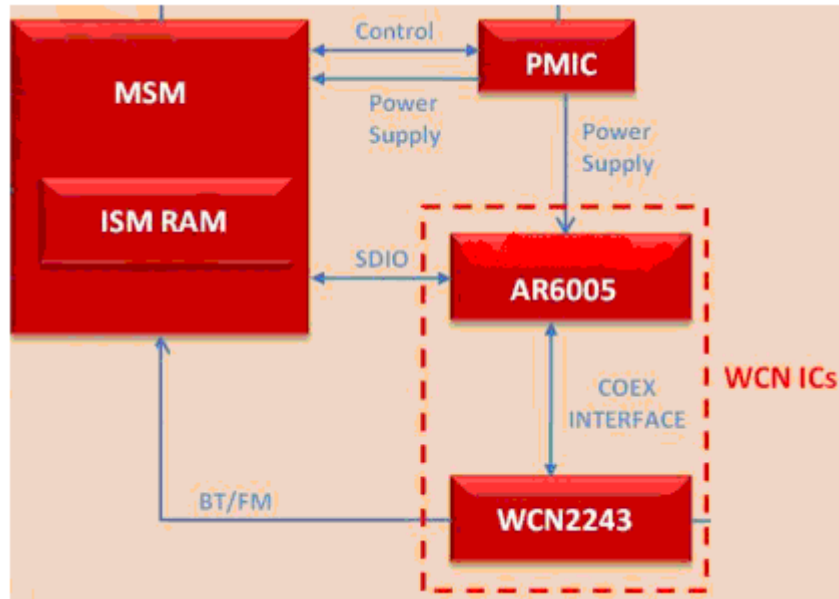 Control
PMIC
MSM
Power
Supply
Power
Supply
ISM RAM
SDIO
AR6005
WCN ICs
COEX
INTERFACE
BT/FM
WCN2243